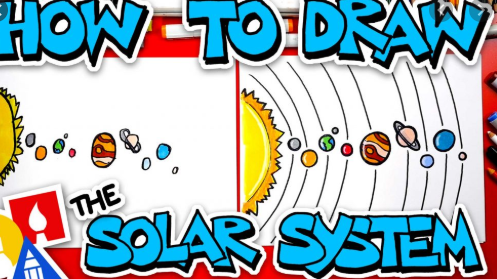 HOW TO DRAW
THE
SOLAR SYSTEM